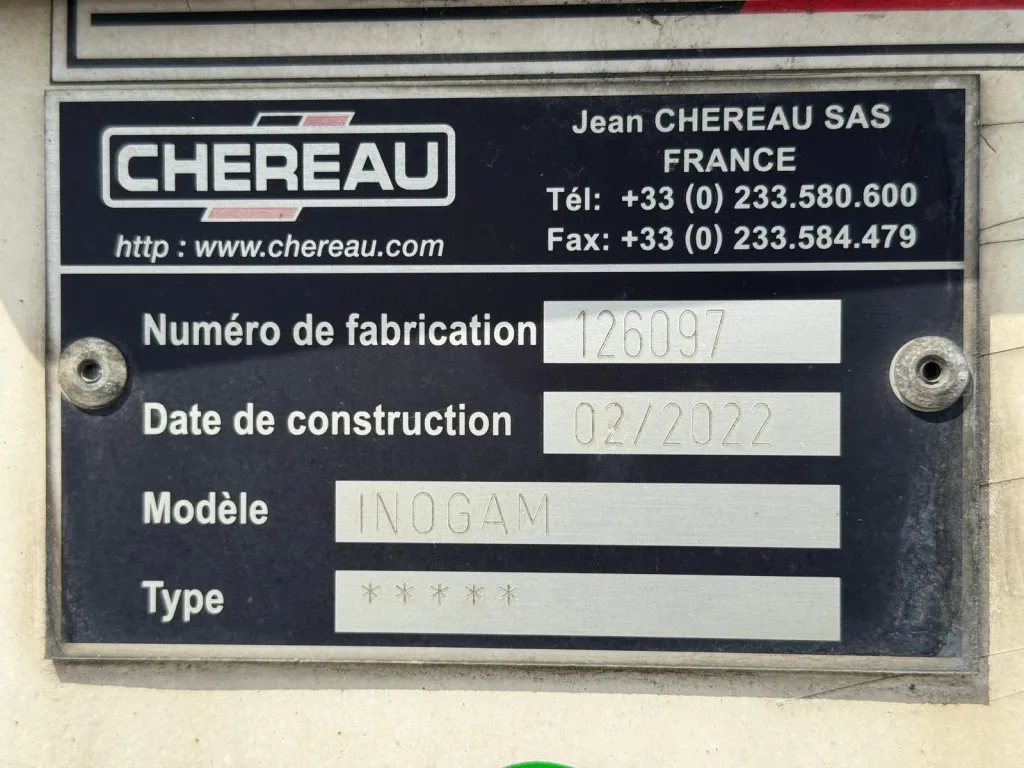 CHEREAU
http : www.chereau.com
Jean CHEREAU SAS
FRANCE
Tél: +33 (0) 233.580.600
Fax: +33 (0) 233.584.479
Numéro de fabrication 126097
Date de construction 02/2022
Modèle INOGAM
Type *****